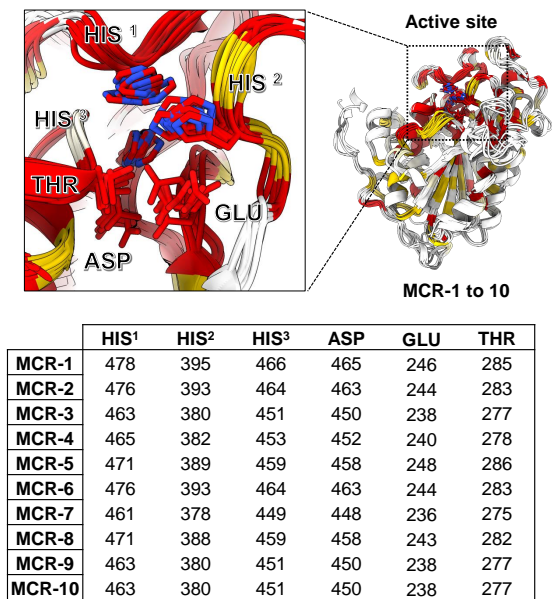 Active site
HIS 1
HIS 2
HIS 3
THR
GLU
ASP
MCR-1 to 10
HIS1 HIS2 HIS3 ASP GLU THR
MCR-1 478 395 466 465 246 285
MCR-2 476 393 464 463 244 283
MCR-3 463 380 451 450 238 277
MCR-4 465 382 453 452 240 278
MCR-5 471 389 459 458 248 286
MCR-6 476 393 464 463 244 283
MCR-7 461 378 449 448 236 275
MCR-8 471 388 459 458 243 282
MCR-9 463 380 451 450 238 277
MCR-10 463 380 451 450 238 277